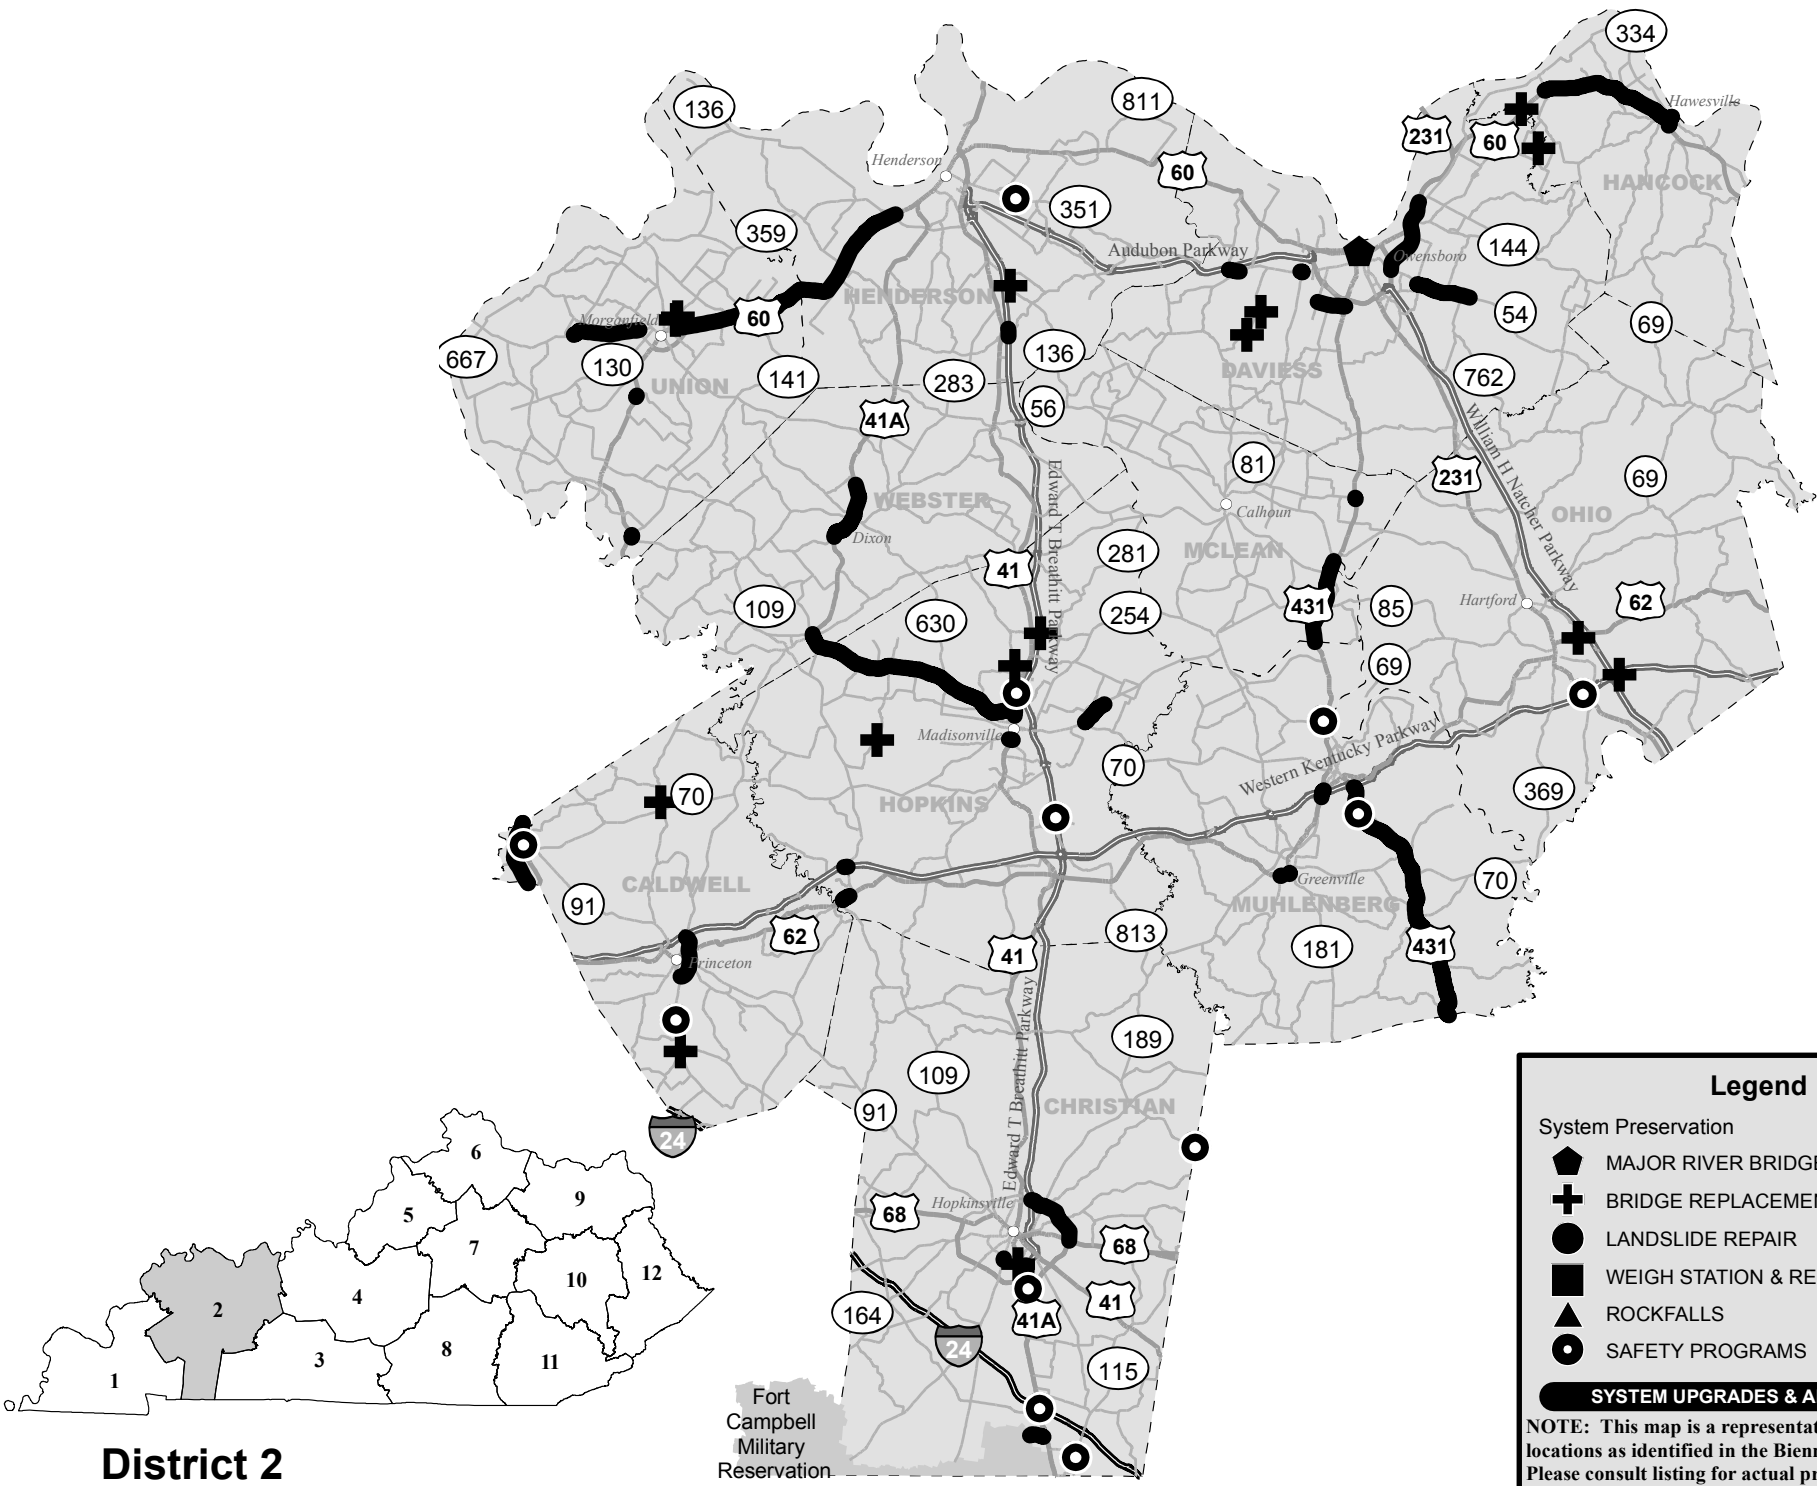 334
136
811
Hawesville
231
60
Henderson
60
HANCOCK
351
359
144
Audubon Parkway
Owensboro
HENDERSON
60
54
69
Morganfield
667
130
136
141
283
UNION
DAVIESS
762
56
41A
William H Natcher Parkway
81
231
69
Edward T Breathitt Parkway
WEBSTER
Calhoun
OHIO
Dixon
281
MCLEAN
41
109
630
254
431
85
Hartford
62
69
Madisonville
70
Western Kentucky Parkway
70
HOPKINS
369
CALDWELL
91
Greenville
70
MUHLENBERG
62
813
41
181
431
Princeton
Edward T Breathitt Parkway
189
109
91
CHRISTIAN
24
Hopkinsville
68
68
41
41A
164
24
115
Fort
Campbell
Military
Reservation
6
9
5
7
10
12
2
4
3
8
11
1
District 2
Legend
System Preservation
MAJOR RIVER BRIDGE
BRIDGE REPLACEME
LANDSLIDE REPAIR
WEIGH STATION & RE
ROCKFALLS
SAFETY PROGRAMS
SYSTEM UPGRADES & A
NOTE: This map is a representat
locations as identified in the Bien
Please consult listing for actual pr